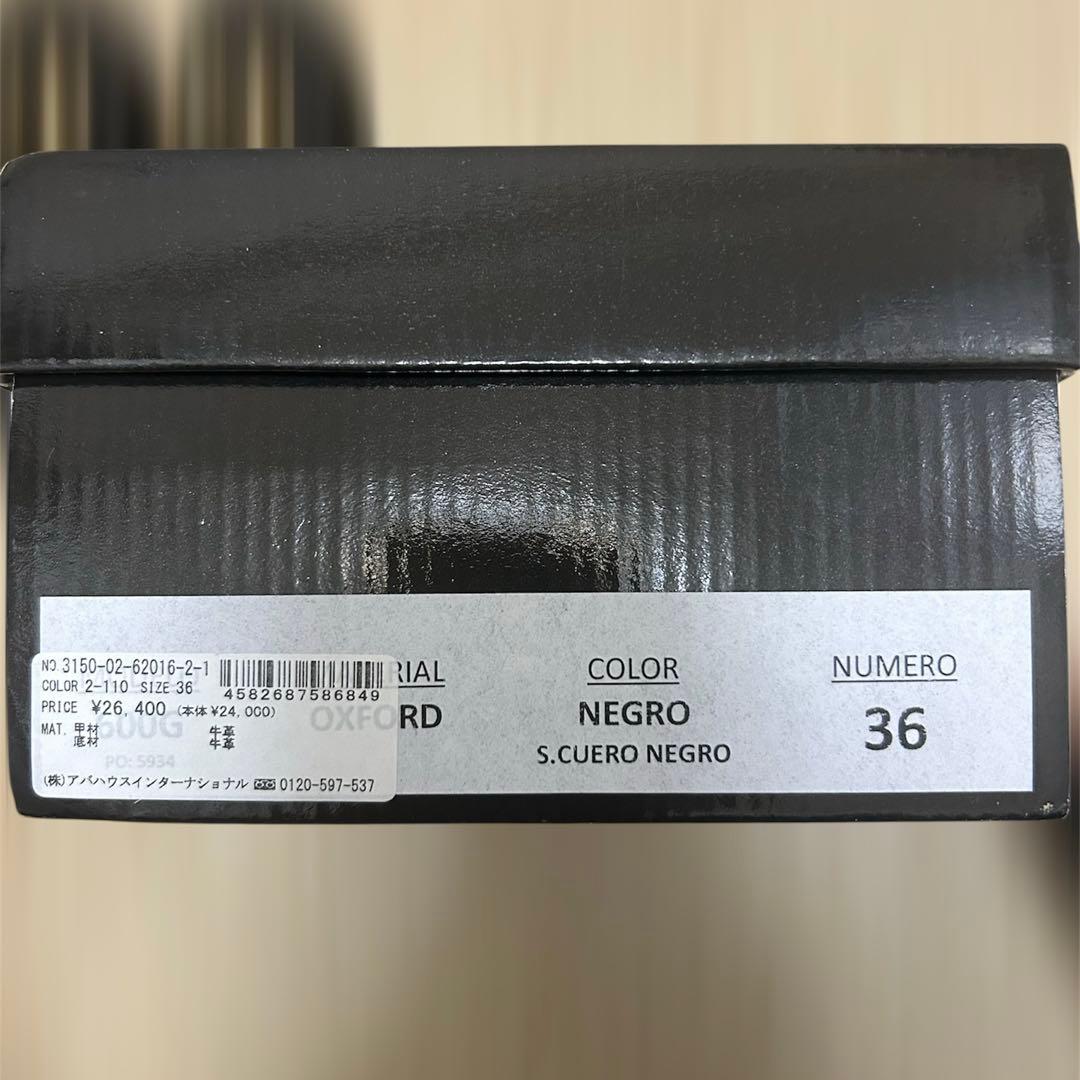 NO. 3150-02-62016-2-1
COLOR 2-110 SIZE 36
4582687586849
PRICE ¥26,400 (本体¥24,000)
MAT. 甲材 牛革
底材 牛革
(株)アバハウスインターナショナル 0120-597-537
600G
PO: 5934
RIAL
OXFORD
COLOR
NEGRO
S.CUERO NEGRO
NUMERO
36